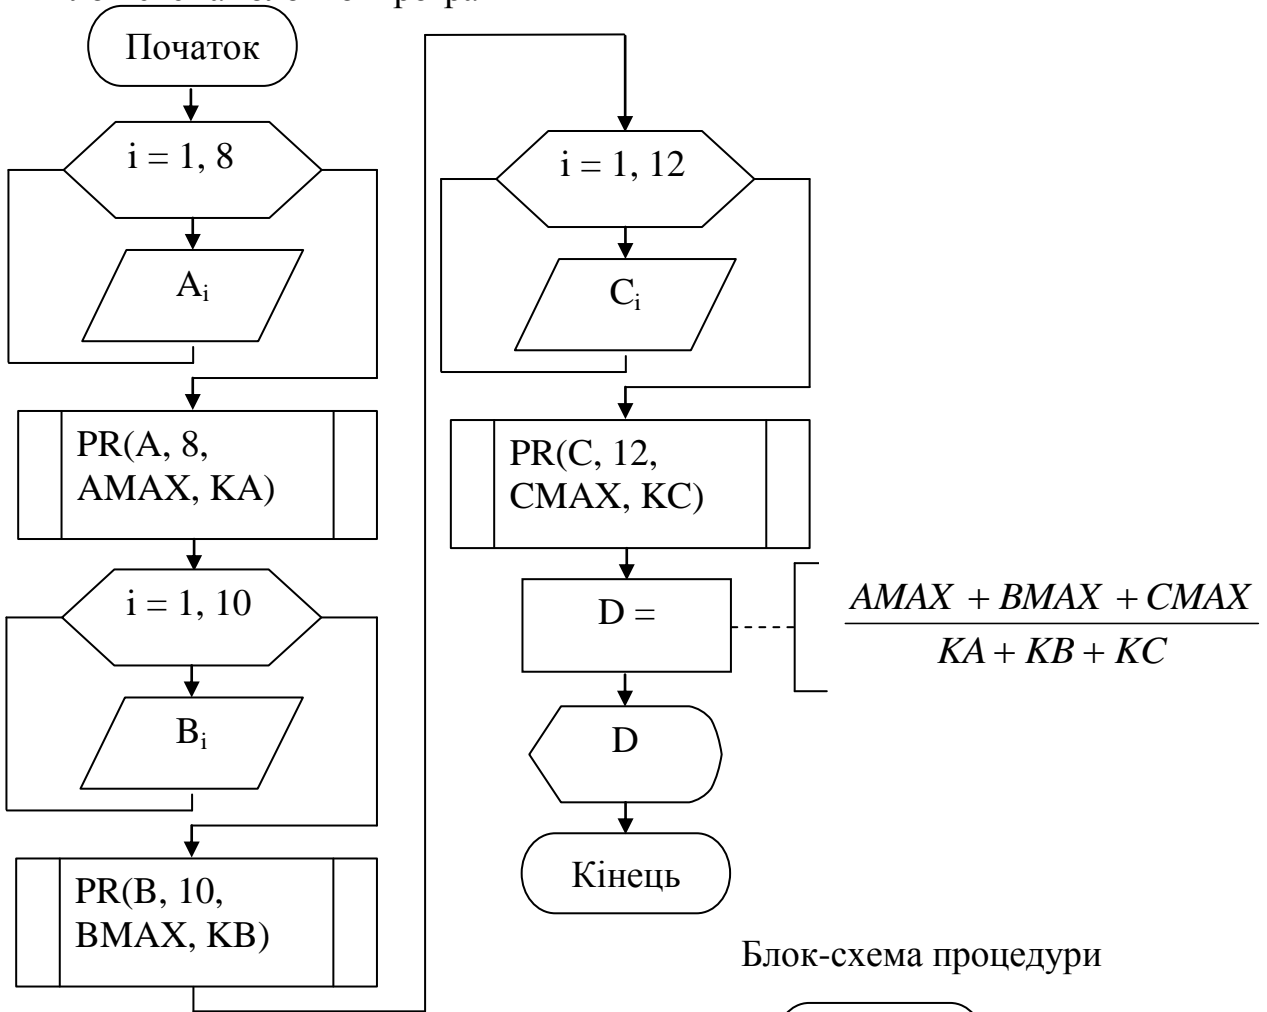 Початок
i = 1, 8
Aᵢ
PR(A, 8,
AMAX, KA)
i = 1, 10
Bᵢ
PR(B, 10,
BMAX, KB)
i = 1, 12
Cᵢ
PR(C, 12,
CMAX, KC)
D =
AMAX + BMAX + CMAX
KA + KB + KC
D
Кінець
Блок-схема процедури